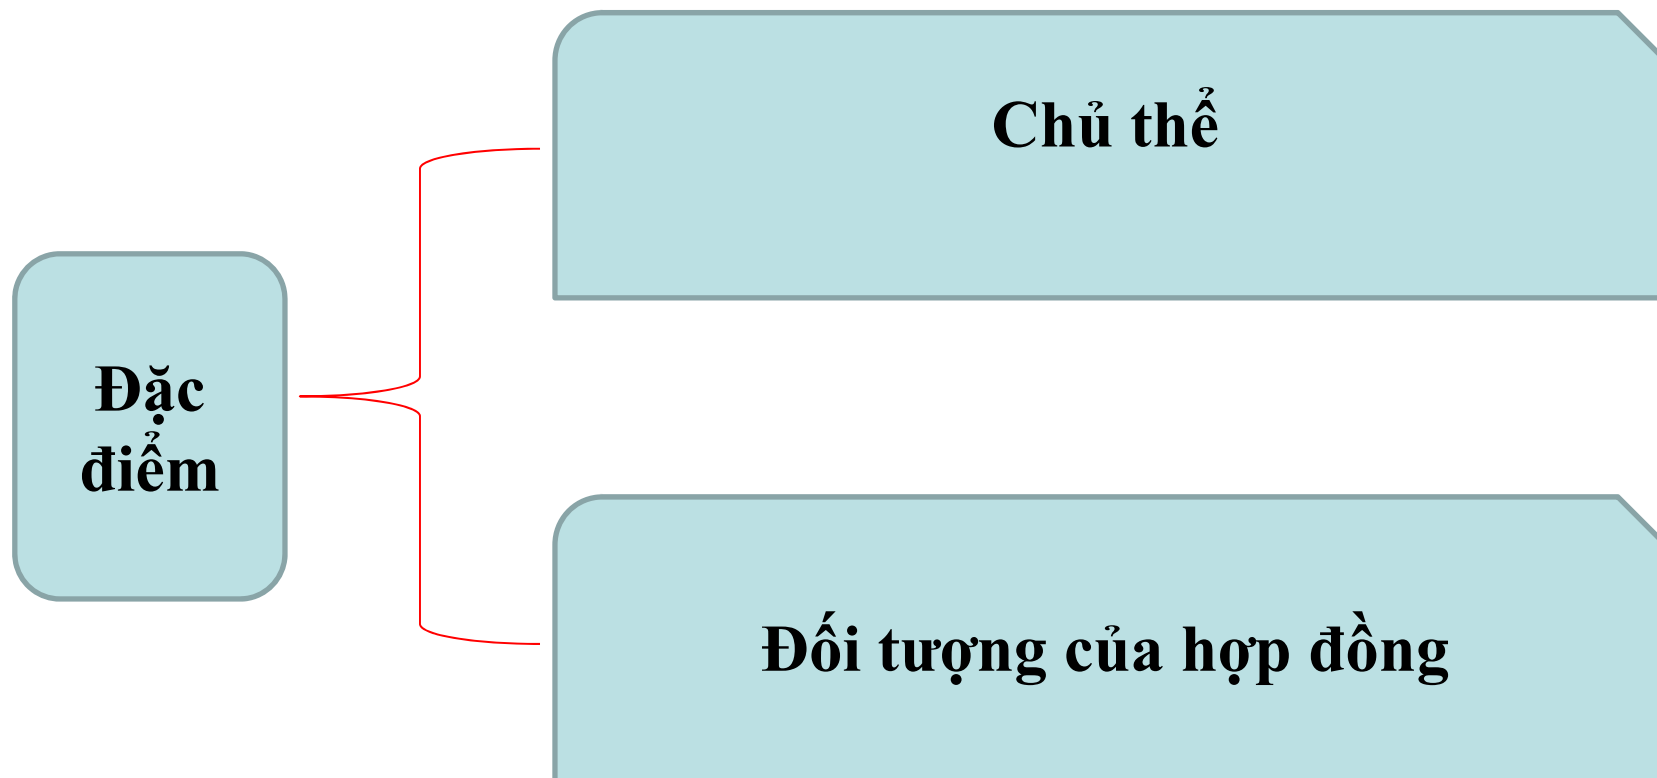 Chủ thể
Đặc
điểm
Đối tượng của hợp đồng